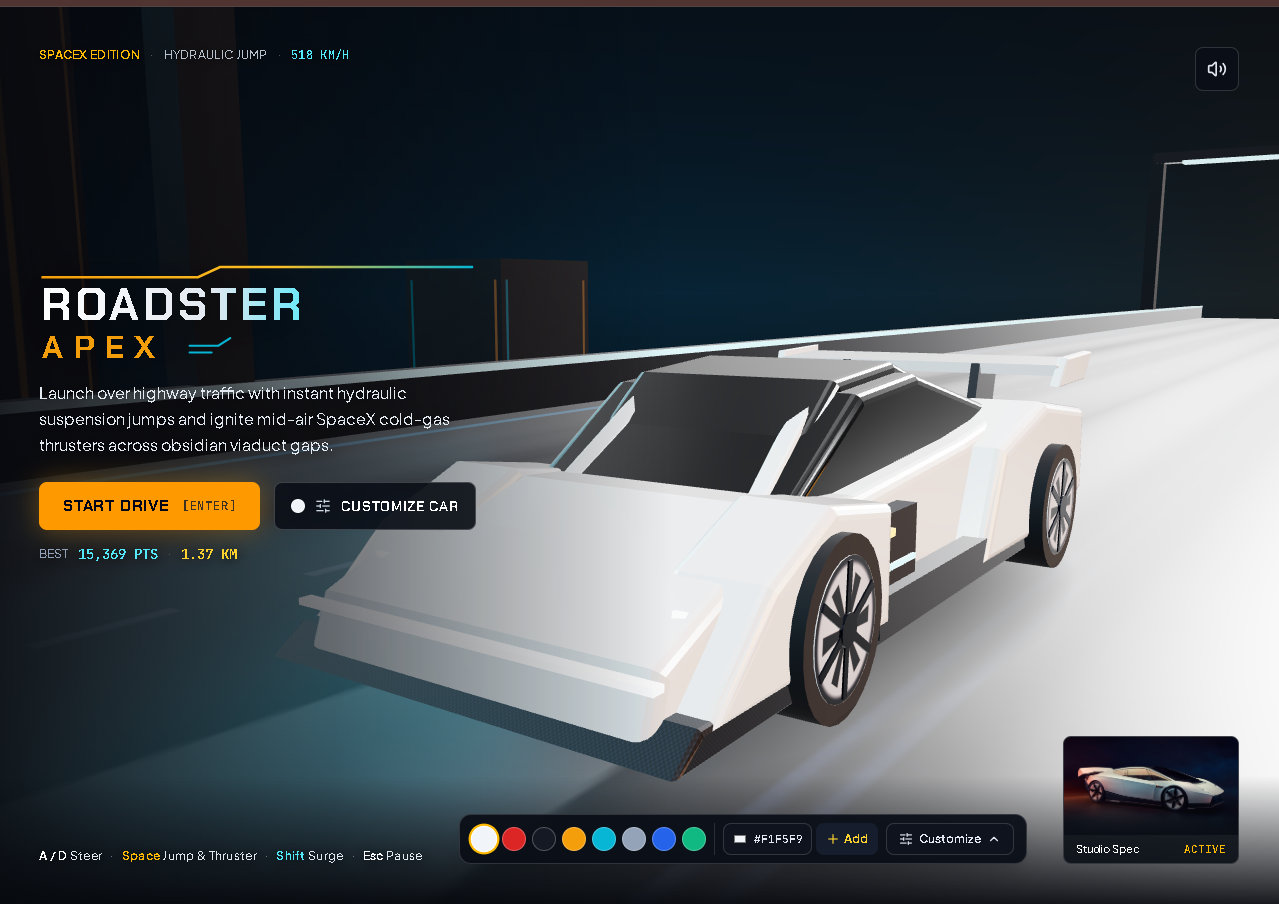 SPACEX EDITION · HYDRAULIC JUMP · 518 KM/H
ROADSTER
APEX
Launch over highway traffic with instant hydraulic
suspension jumps and ignite mid-air SpaceX cold-gas
thrusters across obsidian viaduct gaps.
START DRIVE [ENTER]
CUSTOMIZE CAR
BEST 15,369 PTS · 1.37 KM
A / D Steer · Space Jump & Thruster · Shift Surge · Esc Pause
#F1F5F9
+ Add
Customize
Studio Spec ACTIVE